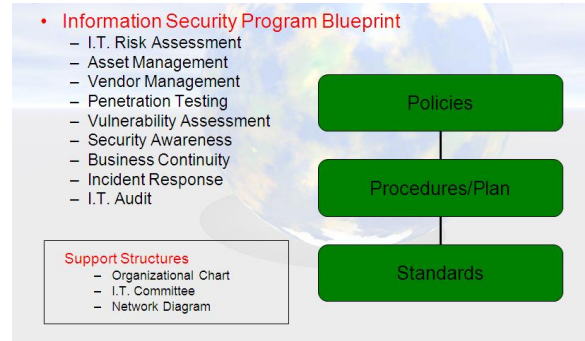 • Information Security Program Blueprint
– I.T. Risk Assessment
– Asset Management
– Vendor Management
– Penetration Testing
– Vulnerability Assessment
– Security Awareness
– Business Continuity
– Incident Response
– I.T. Audit
Support Structures
– Organizational Chart
– I.T. Committee
– Network Diagram
Policies
Procedures/Plan
Standards